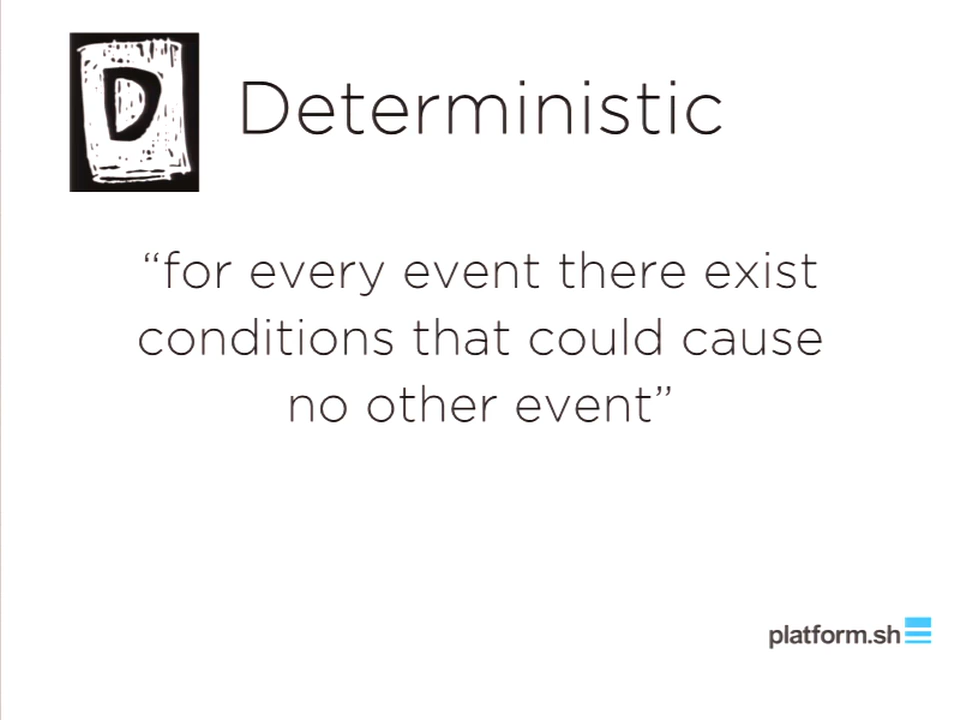 D
Deterministic
“for every event there exist
conditions that could cause
no other event”
platform.sh